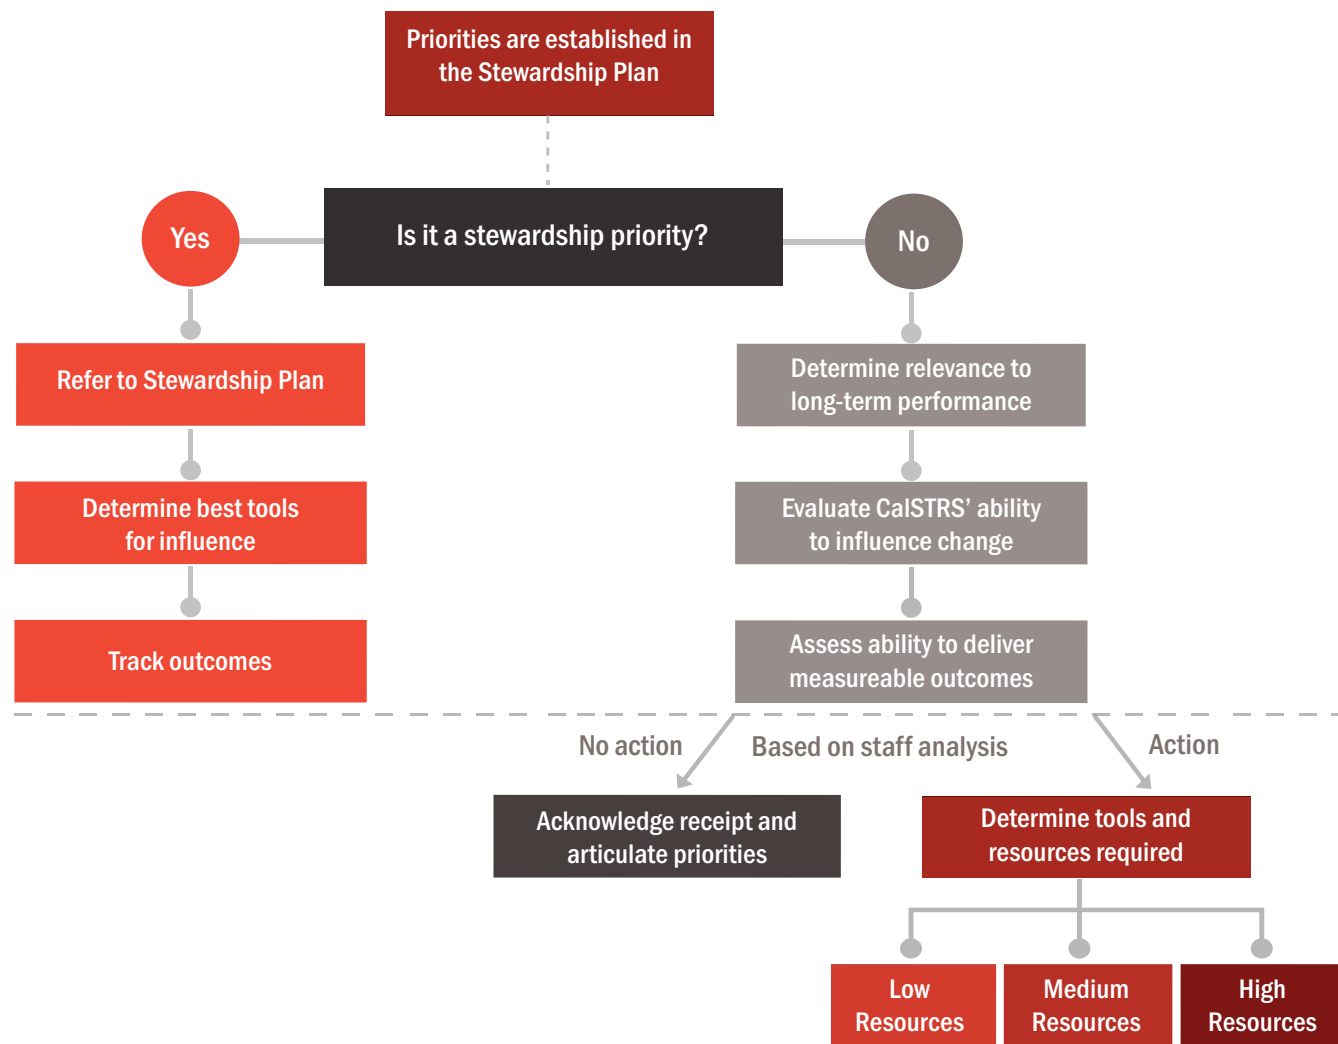 Priorities are established in
the Stewardship Plan
Is it a stewardship priority?
Yes
No
Refer to Stewardship Plan
Determine best tools
for influence
Track outcomes
Determine relevance to
long-term performance
Evaluate CalSTRS’ ability
to influence change
Assess ability to deliver
measureable outcomes
No action
Based on staff analysis
Action
Acknowledge receipt and
articulate priorities
Determine tools and
resources required
Low
Resources
Medium
Resources
High
Resources